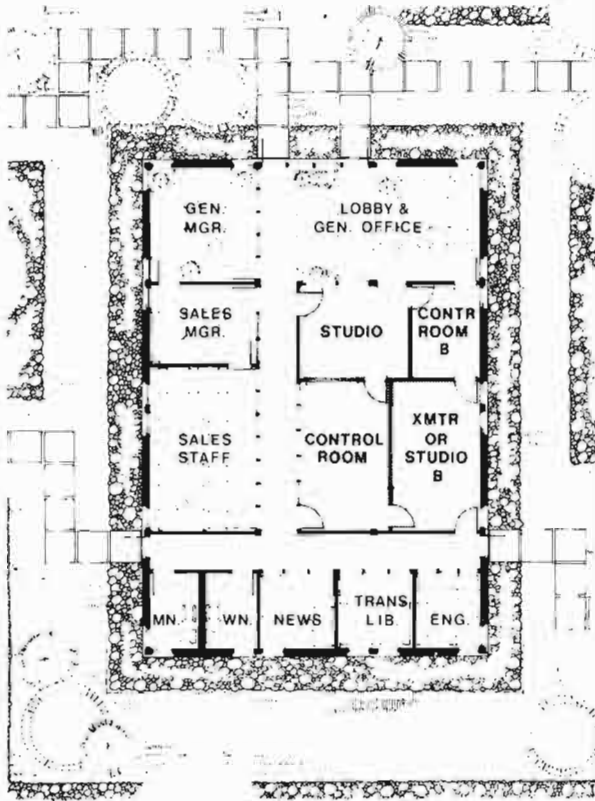 GEN.
MGR.
LOBBY &
GEN. OFFICE
SALES
MGR.
STUDIO
CONTR
ROOM
B
SALES
STAFF
CONTROL
ROOM
XMTR
OR
STUDIO
B
MN.
WN.
NEWS
TRANS
LIB.
ENG.